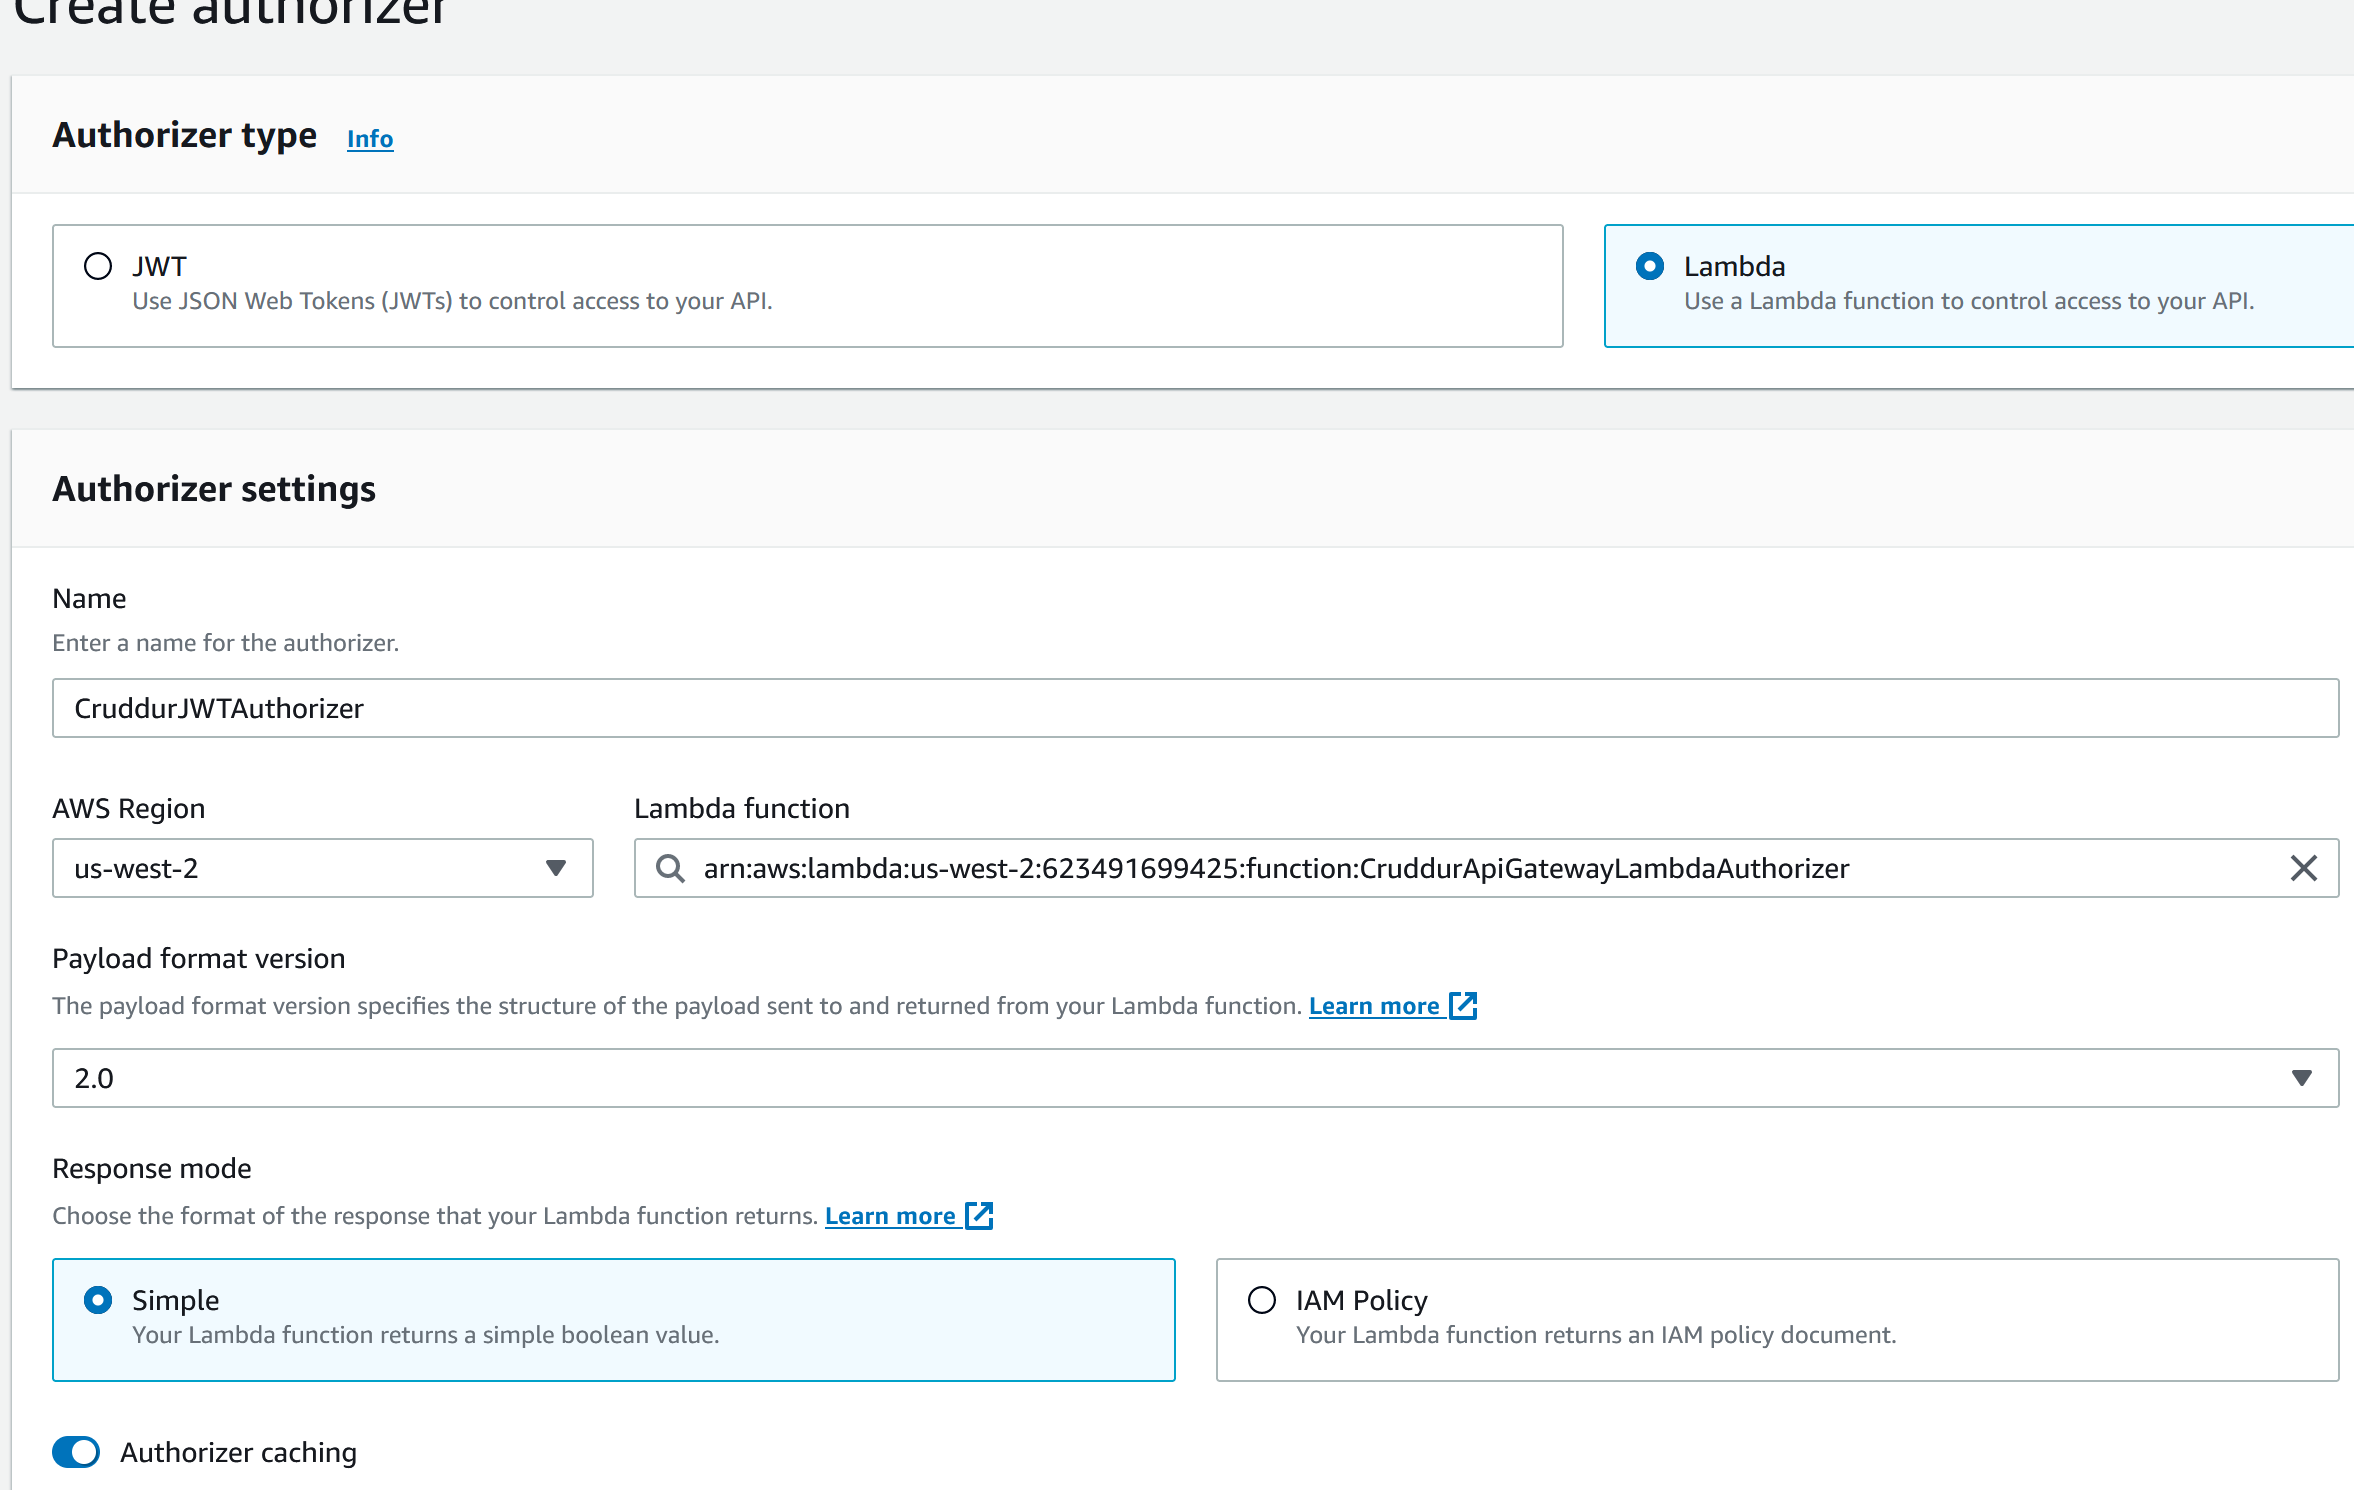 Create authorizer
Authorizer type Info
JWT
Use JSON Web Tokens (JWTs) to control access to your API.
Lambda
Use a Lambda function to control access to your API.
Authorizer settings
Name
Enter a name for the authorizer.
CruddurJWTAuthorizer
AWS Region
us-west-2
Lambda function
arn:aws:lambda:us-west-2:623491699425:function:CruddurApiGatewayLambdaAuthorizer
Payload format version
The payload format version specifies the structure of the payload sent to and returned from your Lambda function. Learn more
2.0
Response mode
Choose the format of the response that your Lambda function returns. Learn more
Simple
Your Lambda function returns a simple boolean value.
IAM Policy
Your Lambda function returns an IAM policy document.
Authorizer caching